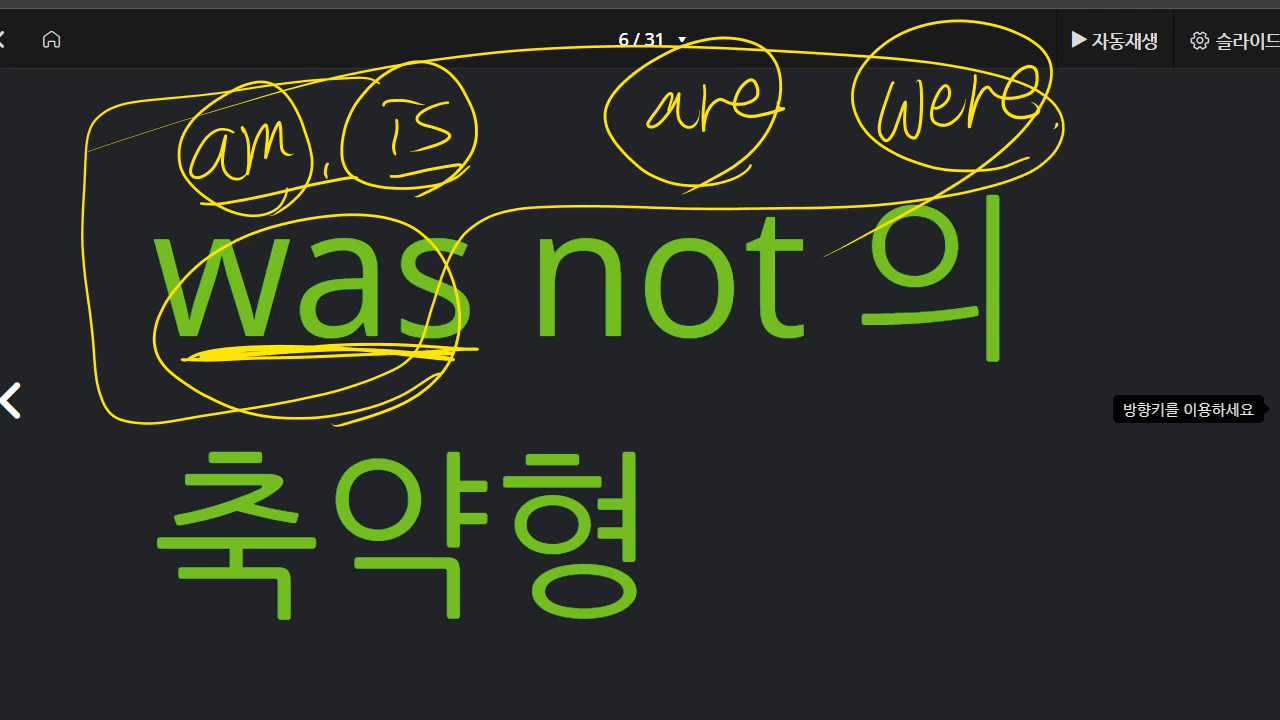 6 / 31
자동재생
슬라이드
am, is are were.
was not 의
방향키를 이용하세요
축약형